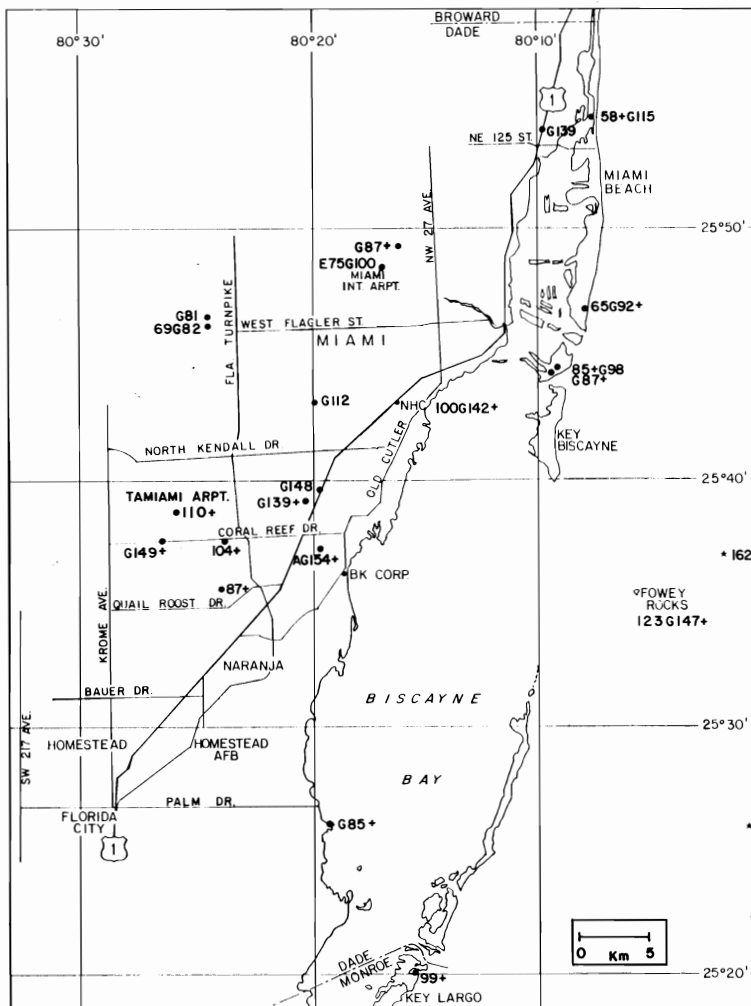 BROWARD
DADE
80°30'
80°20'
80°10'
1
58+G115
G139
NE 125 ST.
MIAMI
BEACH
NW 27 AVE.
25°50'
G87+
E75G100
MIAMI
INT. ARPT.
FLA TURNPIKE
G81
69G82
WEST FLAGLER ST.
MIAMI
65G92+
85+G98
G87+
G112
NHC
100G142+
OLD CUTLER
KEY
BISCAYNE
NORTH KENDALL DR.
25°40'
G148
TAMIAMI ARPT.
110+
G139+
CORAL REEF DR.
G149+
104+
AG154+
* 162
BK CORP.
87+
FOWEY
ROCKS
123G147+
QUAIL ROOST DR.
KROME AVE.
NARANJA
BAUER DR.
BISCAYNE
SW 217 AVE.
25°30'
HOMESTEAD
HOMESTEAD
AFB
BAY
PALM DR.
FLORIDA
CITY
G85+
*
1
0 Km 5
DADE
MONROE
99+
25°20'
KEY LARGO